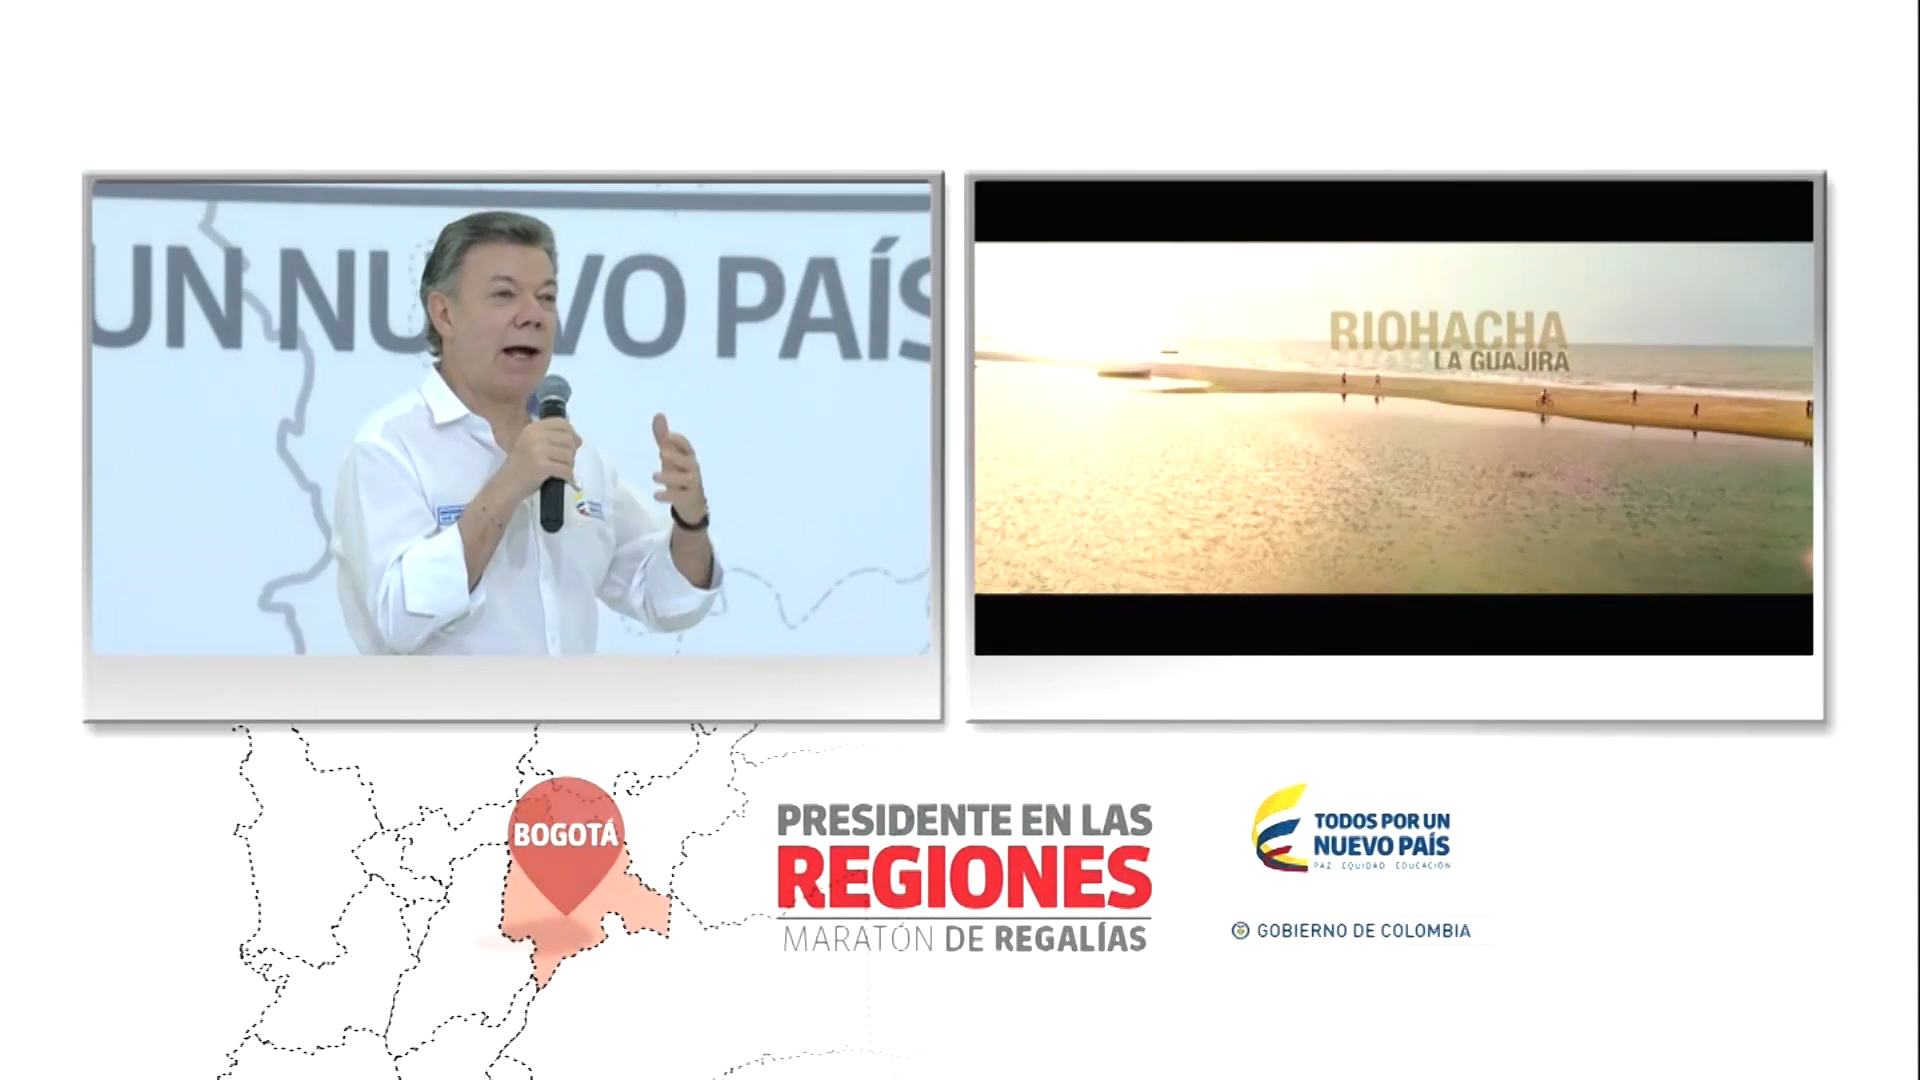 UN NUEVO PAÍS
RIOHACHA
LA GUAJIRA
BOGOTÁ
PRESIDENTE EN LAS
REGIONES
MARATÓN DE REGALÍAS
TODOS POR UN
NUEVO PAÍS
PAZ EQUIDAD EDUCACIÓN
GOBIERNO DE COLOMBIA